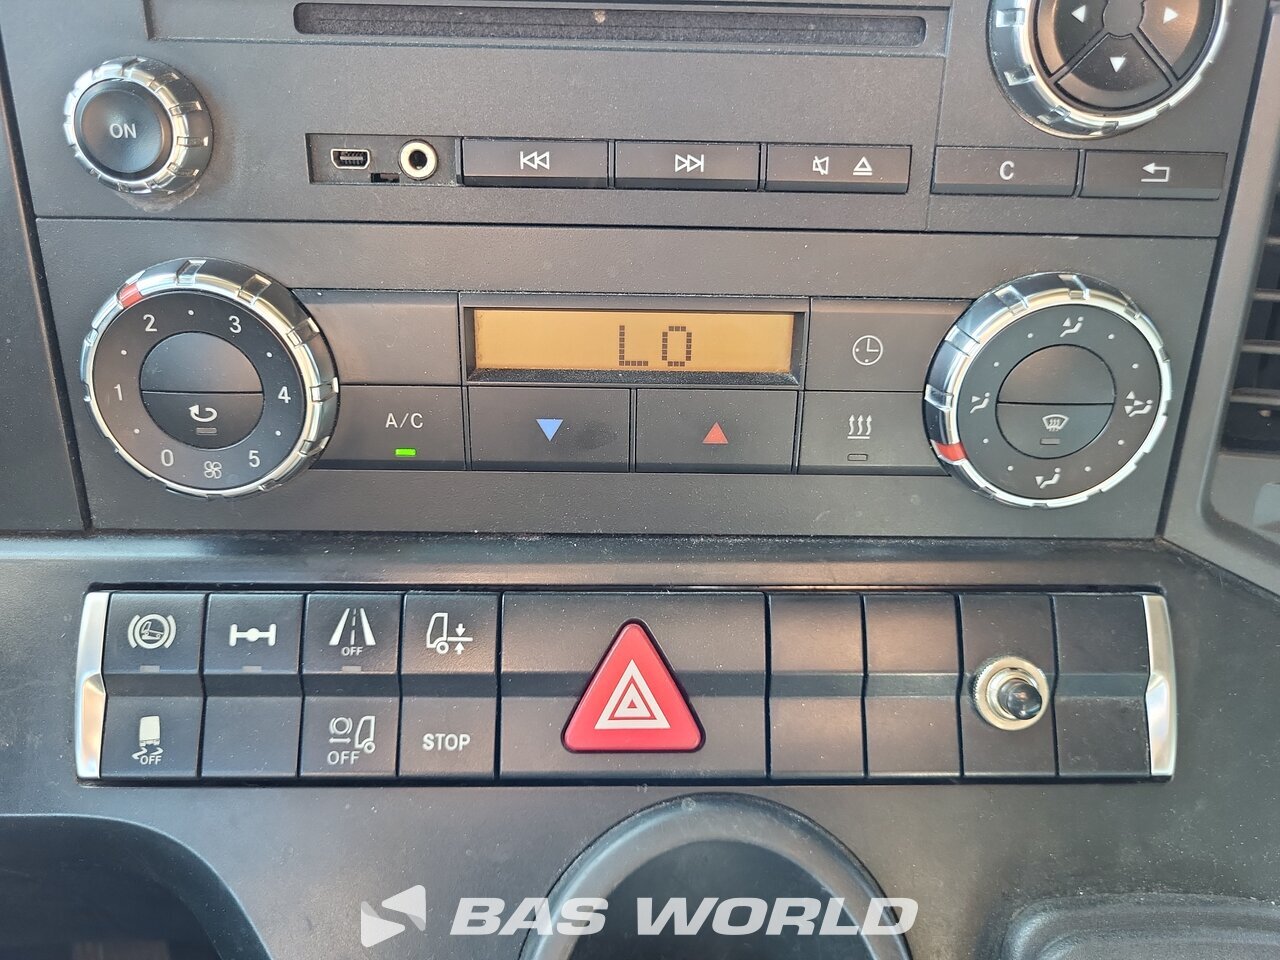 ON
C
LO
2 3
1 4
0 5
A/C
OFF
OFF
OFF
STOP
BAS WORLD